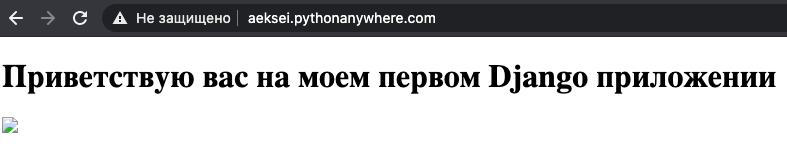 Не защищено | aeksei.pythonanywhere.com
Приветствую вас на моем первом Django приложении